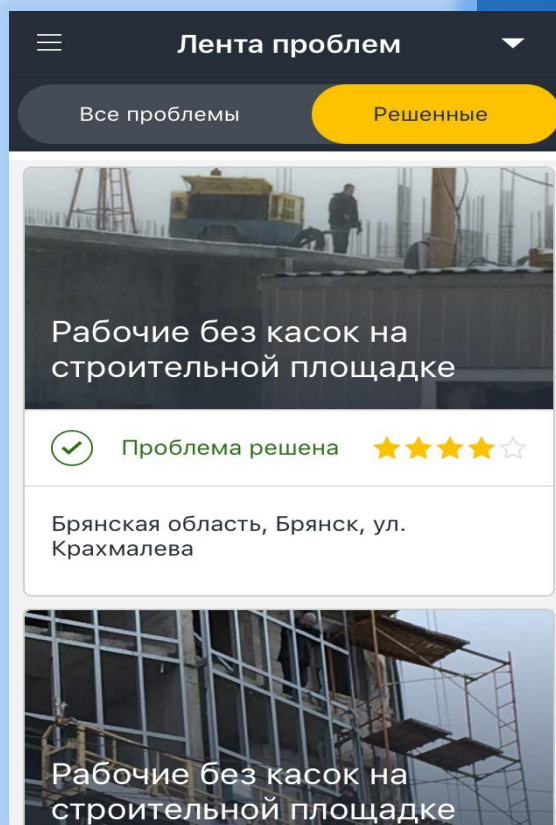 Лента проблем
Все проблемы
Решенные
Рабочие без касок на
строительной площадке
Проблема решена
Брянская область, Брянск, ул.
Крахмалева
Рабочие без касок на
строительной площадке